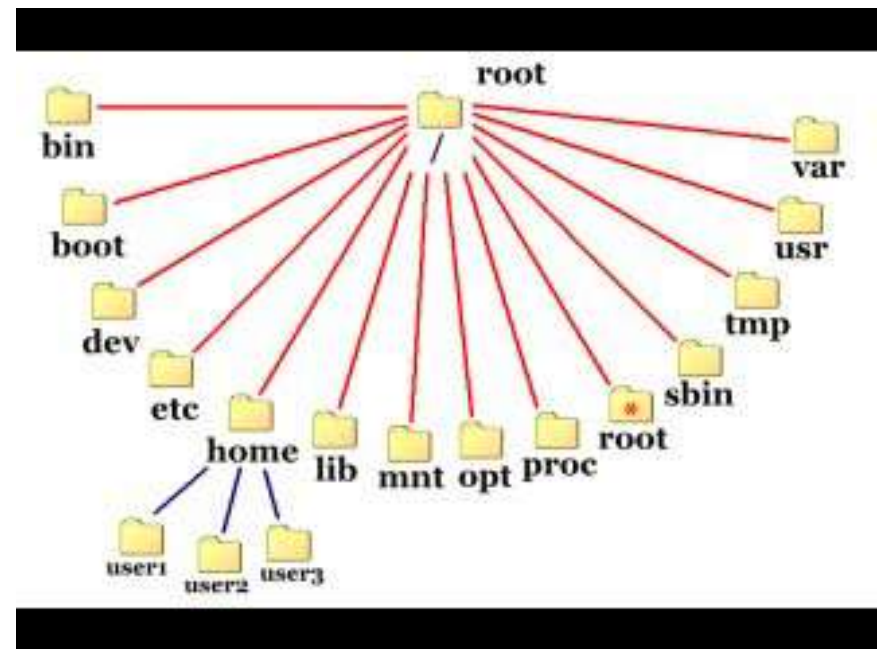 root
/
bin
var
boot
usr
dev
tmp
etc
sbin
home
lib
mnt
opt
proc
root
*
user1
user2
user3